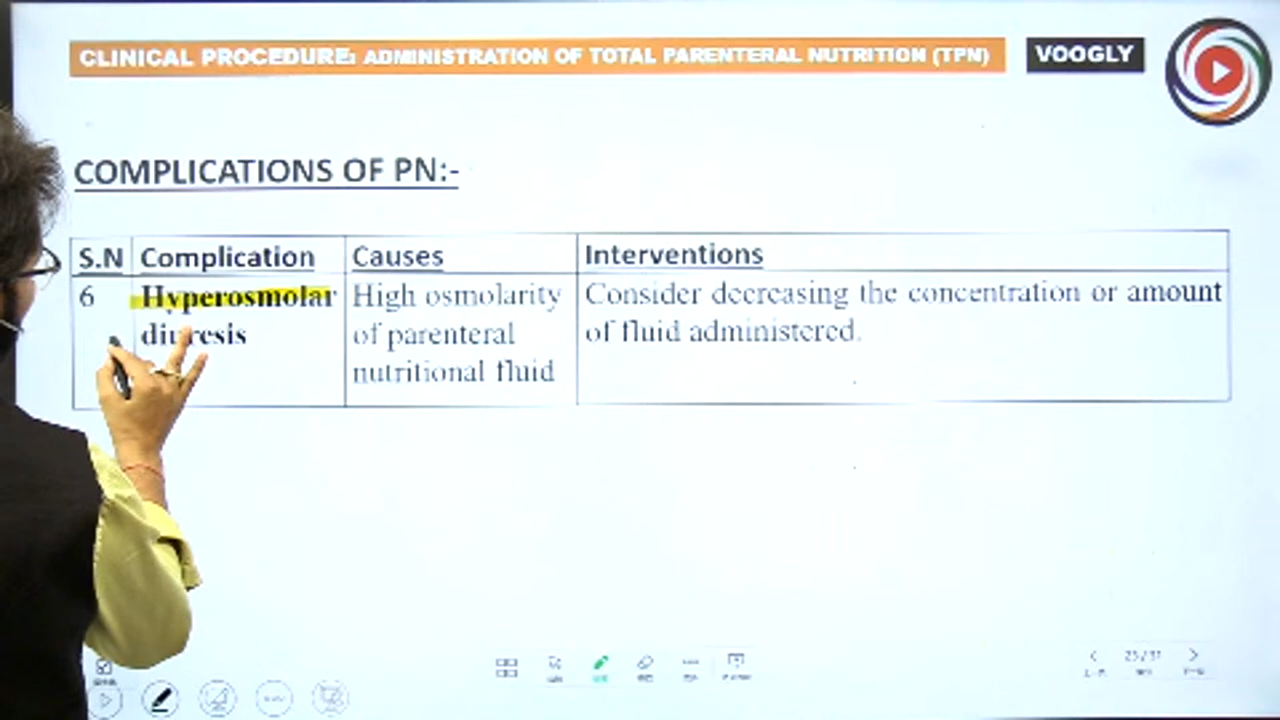 CLINICAL PROCEDURE: ADMINISTRATION OF TOTAL PARENTERAL NUTRITION (TPN)
VOOGLY
COMPLICATIONS OF PN:-
S.N Complication Causes Interventions
6 Hyperosmolar High osmolarity Consider decreasing the concentration or amount
diuresis of parenteral of fluid administered.
nutritional fluid